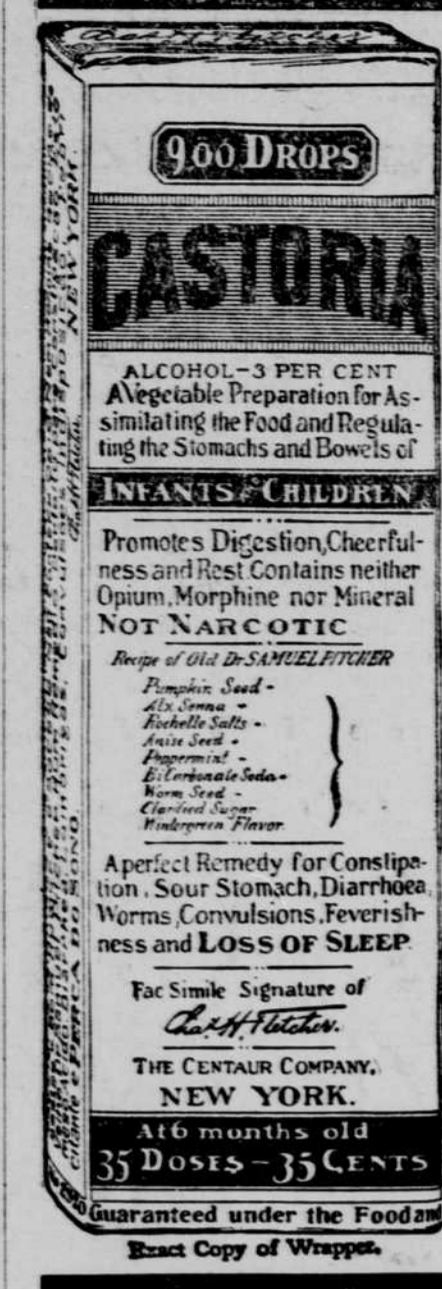 900 DROPS
CASTORIA
ALCOHOL-3 PER CENT
AVegetable Preparation for As-
similating the Food and Regula-
ting the Stomachs and Bowels of
INFANTS CHILDREN
Promotes Digestion,Cheerful-
ness and Rest.Contains neither
Opium,Morphine nor Mineral
NOT NARCOTIC
Recipe of Old Dr SAMUEL PITCHER
Pumpkin Seed -
Alx Senna -
Rochelle Salts -
Anise Seed -
Peppermint -
Bi Carbonate Soda -
Worm Seed -
Clarified Sugar
Wintergreen Flavor
A perfect Remedy for Constipa-
tion, Sour Stomach, Diarrhoea,
Worms, Convulsions, Feverish-
ness and LOSS OF SLEEP
Fac Simile Signature of
Chas H Fletcher.
THE CENTAUR COMPANY,
NEW YORK.
At 6 months old
35 DOSES - 35 CENTS
Guaranteed under the Food and
Exact Copy of Wrapper.
NEW YORK.
Chas H Fletcher.